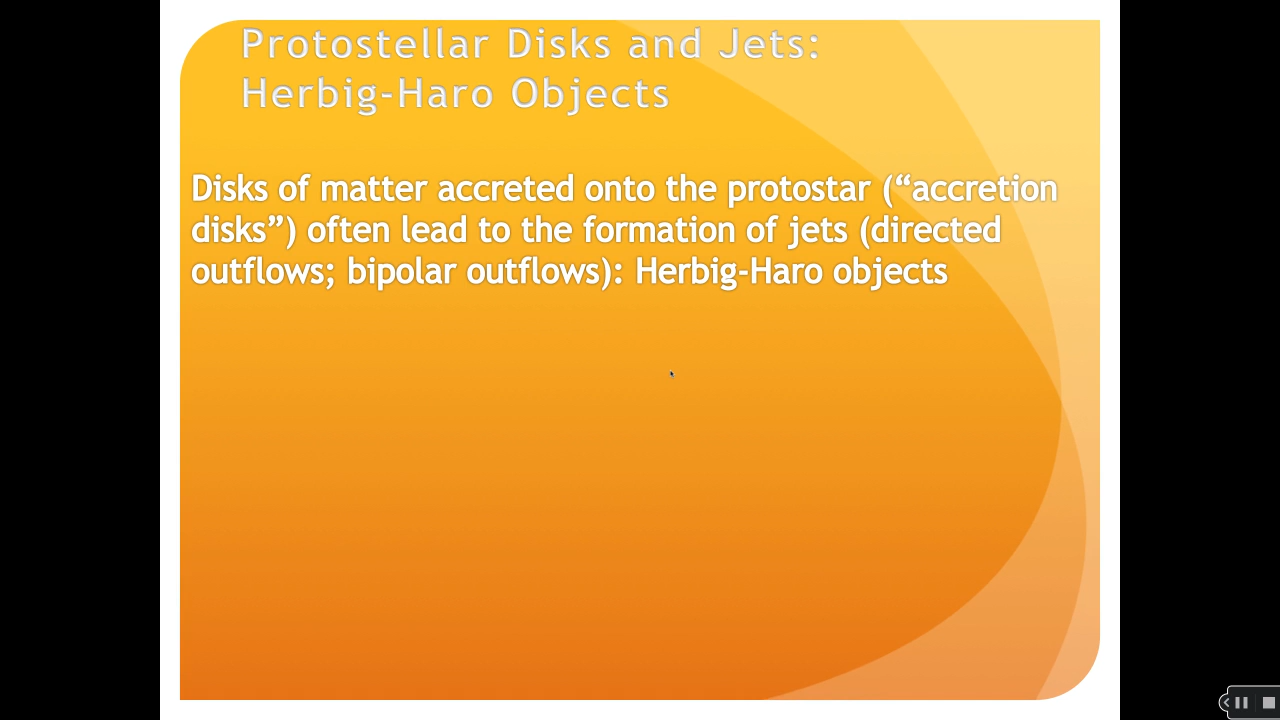 Protostellar Disks and Jets:
Herbig-Haro Objects
Disks of matter accreted onto the protostar (“accretion
disks”) often lead to the formation of jets (directed
outflows; bipolar outflows): Herbig-Haro objects